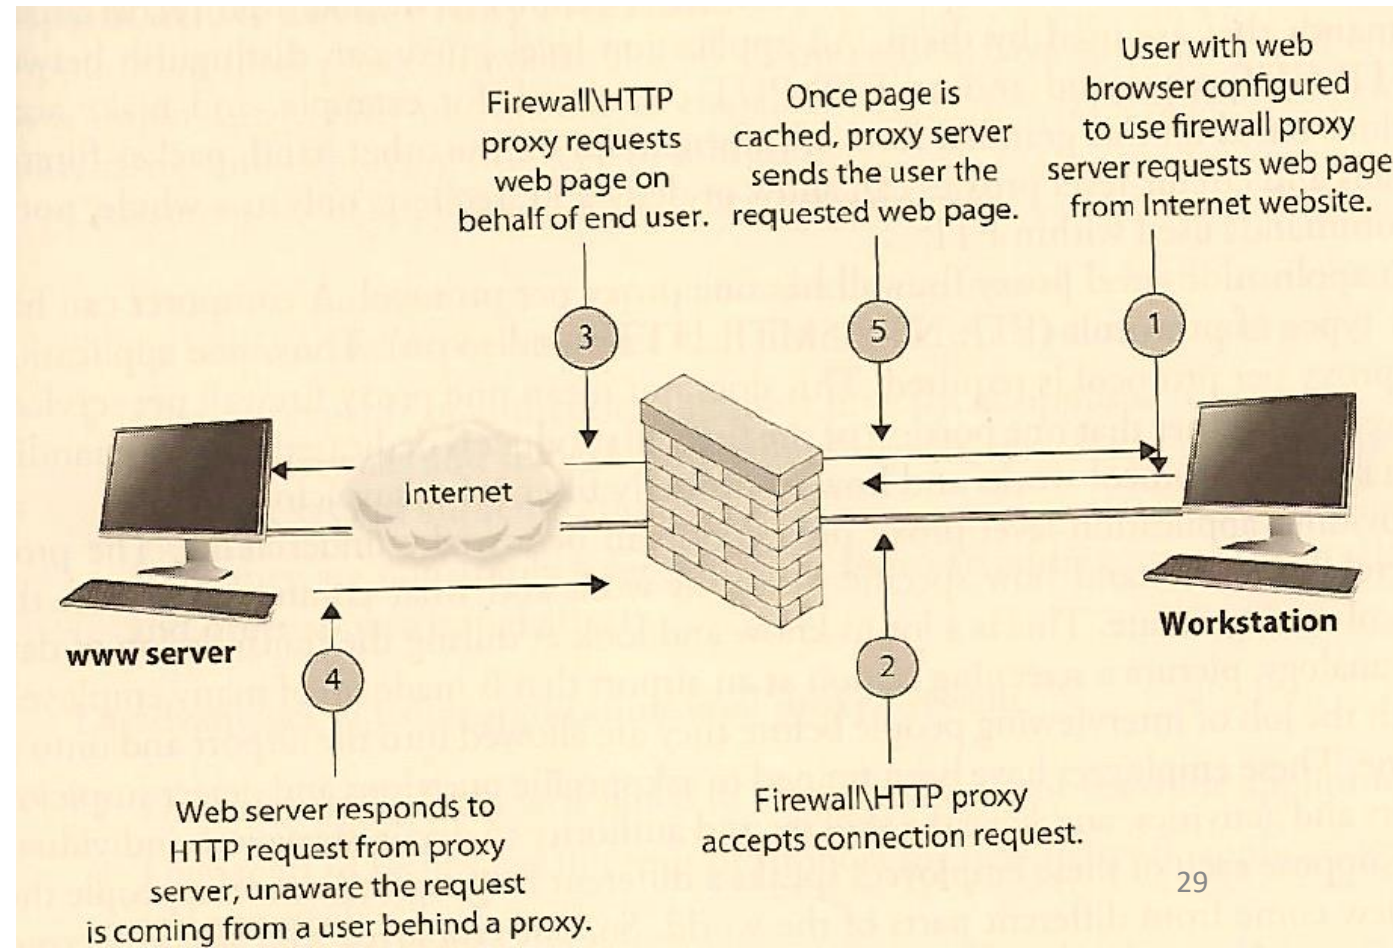 Firewall\HTTP
proxy requests
web page on
behalf of end user.
Once page is
cached, proxy server
sends the user the
requested web page.
User with web
browser configured
to use firewall proxy
server requests web page
from Internet website.
3
5
1
Internet
www server
Workstation
4
2
Web server responds to
HTTP request from proxy
server, unaware the request
is coming from a user behind a proxy.
Firewall\HTTP proxy
accepts connection request.
29